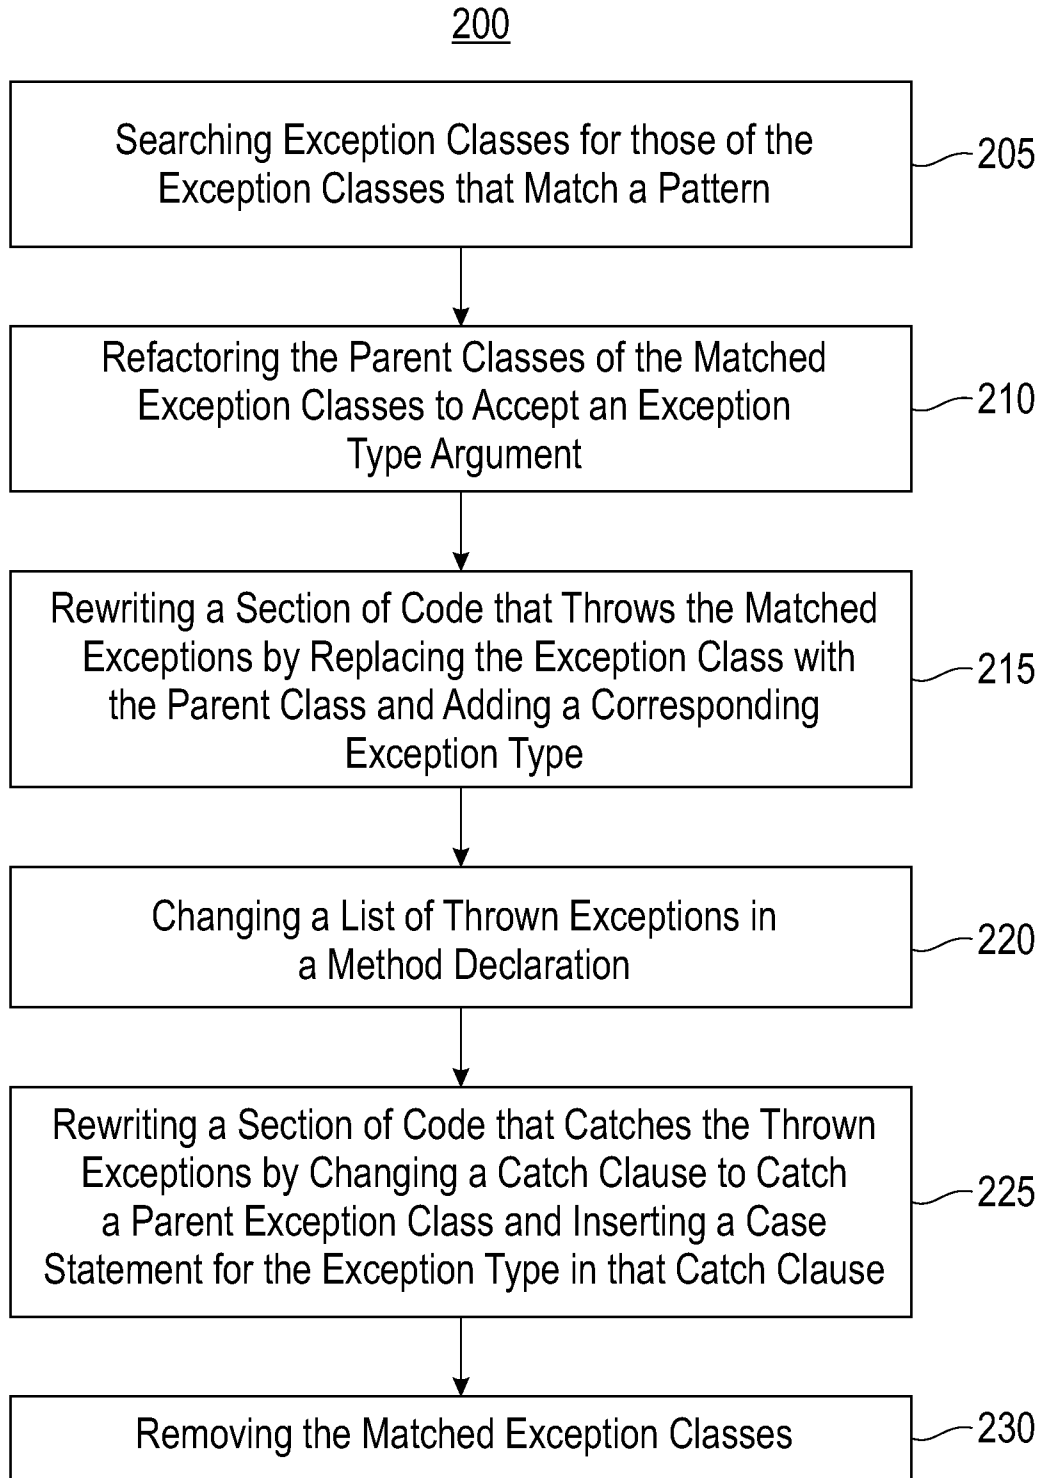 200
Searching Exception Classes for those of the
Exception Classes that Match a Pattern
205
Refactoring the Parent Classes of the Matched
Exception Classes to Accept an Exception
Type Argument
210
Rewriting a Section of Code that Throws the Matched
Exceptions by Replacing the Exception Class with
the Parent Class and Adding a Corresponding
Exception Type
215
Changing a List of Thrown Exceptions in
a Method Declaration
220
Rewriting a Section of Code that Catches the Thrown
Exceptions by Changing a Catch Clause to Catch
a Parent Exception Class and Inserting a Case
Statement for the Exception Type in that Catch Clause
225
Removing the Matched Exception Classes
230